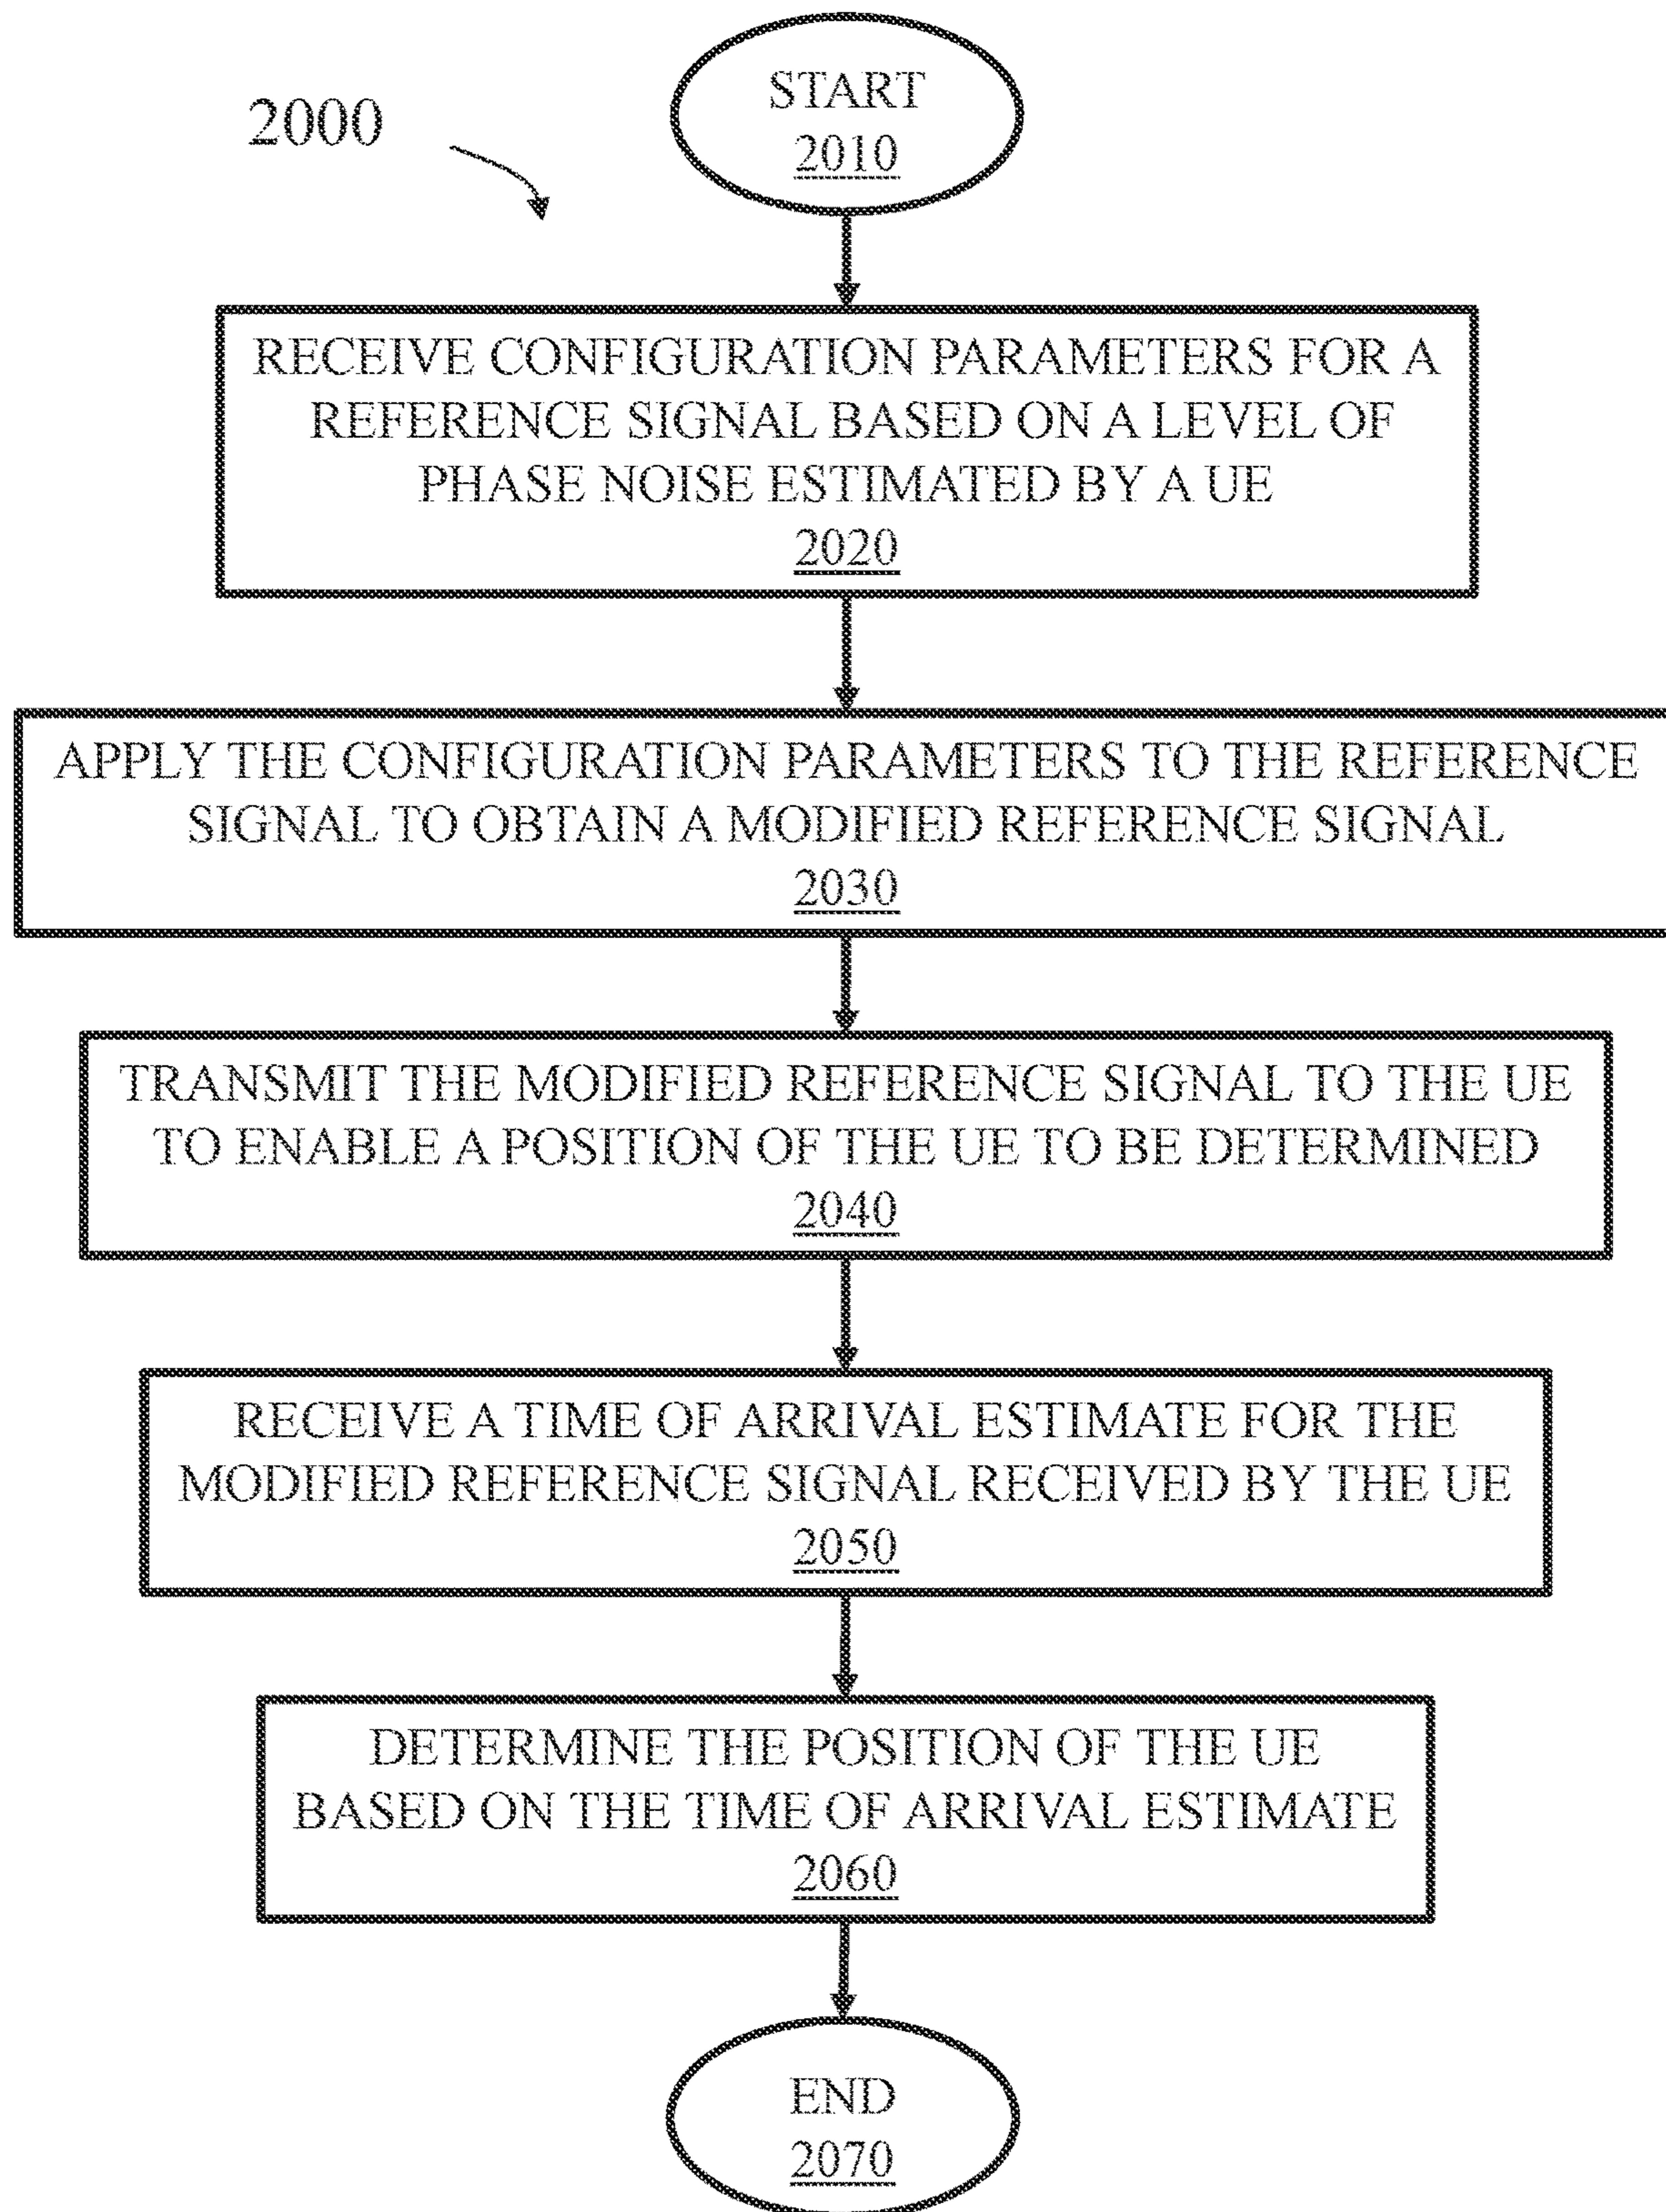 2000
START
2010
RECEIVE CONFIGURATION PARAMETERS FOR A
REFERENCE SIGNAL BASED ON A LEVEL OF
PHASE NOISE ESTIMATED BY A UE
2020
APPLY THE CONFIGURATION PARAMETERS TO THE REFERENCE
SIGNAL TO OBTAIN A MODIFIED REFERENCE SIGNAL
2030
TRANSMIT THE MODIFIED REFERENCE SIGNAL TO THE UE
TO ENABLE A POSITION OF THE UE TO BE DETERMINED
2040
RECEIVE A TIME OF ARRIVAL ESTIMATE FOR THE
MODIFIED REFERENCE SIGNAL RECEIVED BY THE UE
2050
DETERMINE THE POSITION OF THE UE
BASED ON THE TIME OF ARRIVAL ESTIMATE
2060
END
2070